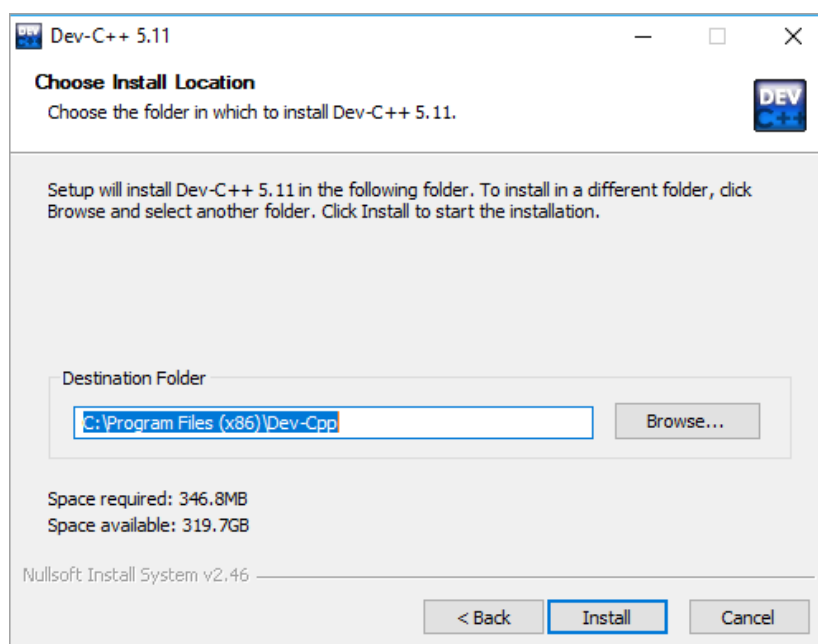 Dev-C++ 5.11
Choose Install Location
Choose the folder in which to install Dev-C++ 5.11.
DEV
C++
Setup will install Dev-C++ 5.11 in the following folder. To install in a different folder, click
Browse and select another folder. Click Install to start the installation.
Destination Folder
C:\Program Files (x86)\Dev-Cpp
Browse...
Space required: 346.8MB
Space available: 319.7GB
Nullsoft Install System v2.46
< Back
Install
Cancel